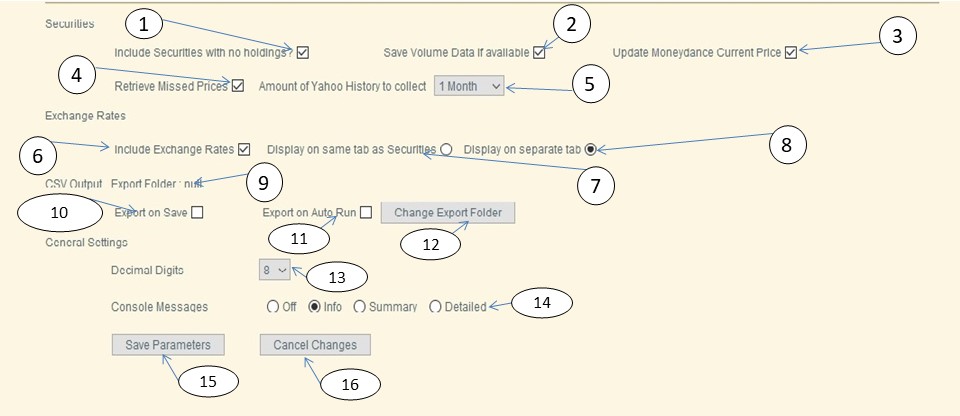 Securities 1 2 3
Include Securities with no holdings? Save Volume Data if available Update Moneydance Current Price
4 Retrieve Missed Prices Amount of Yahoo History to collect 1 Month 5
Exchange Rates
6 Include Exchange Rates Display on same tab as Securities Display on separate tab 8
7
CSV Output Export Folder : null 9
10 Export on Save Export on Auto Run Change Export Folder
11 12
General Settings
Decimal Digits 8 13
Console Messages Off Info Summary Detailed 14
Save Parameters Cancel Changes
15 16